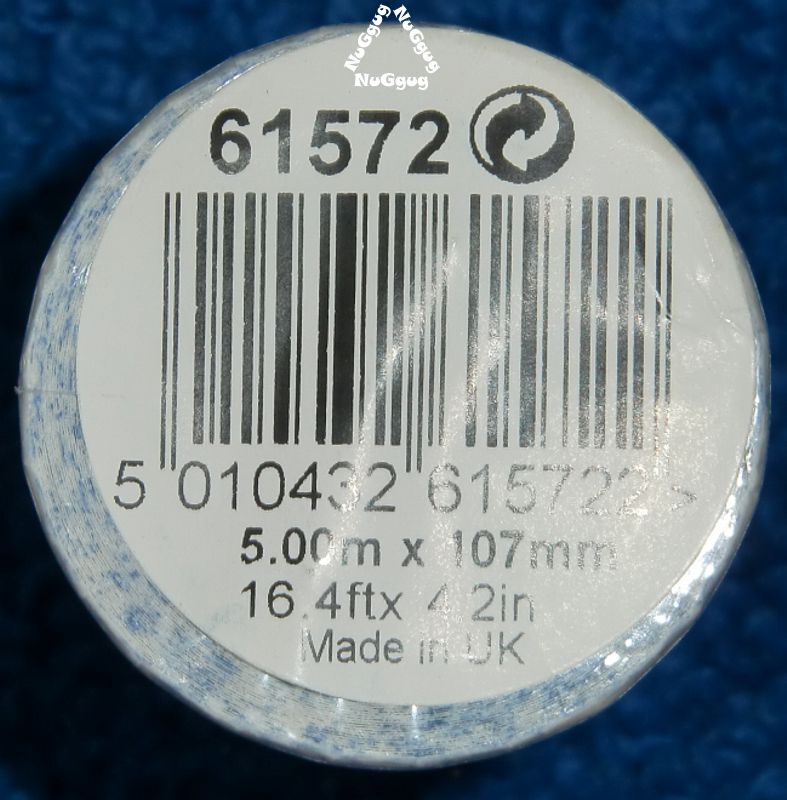 NuGgug NuGgug
NuGgug
61572
5 010432 615722 >
5.00m x 107mm
16.4ftx 4.2in
Made in UK